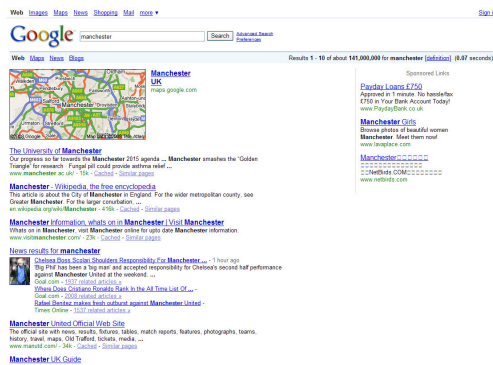 Web Images Maps News Shopping Mail more ▼
Sign i
Google
manchester
Search
Advanced Search
Preferences
Web Maps News Blogs
Results 1 - 10 of about 141,000,000 for manchester [definition] (0.07 seconds)
Oldham
Prestwich
Swinton
Salford
Manchester
Droylsden
Urmston
Stretford
Manchester
UK
maps.google.com
The University of Manchester
Our progress so far towards the Manchester 2015 agenda ... Manchester smashes the 'Golden
Triangle' for research · Fungal pill could provide asthma relief ...
www.manchester.ac.uk/ - 15k - Cached - Similar pages
Manchester - Wikipedia, the free encyclopedia
This article is about the City of Manchester in England. For the wider metropolitan county, see
Greater Manchester. For the larger conurbation, ...
en.wikipedia.org/wiki/Manchester - 416k - Cached - Similar pages
Manchester Information, whats on in Manchester | Visit Manchester
Whats on in Manchester, visit Manchester online for upto date Manchester information.
www.visitmanchester.com/ - 23k - Cached - Similar pages
News results for manchester
Chelsea Boss Scolari Shoulders Responsibility For Manchester ... - 1 hour ago
'Big Phil' has been a 'big man' and accepted responsibility for Chelsea's second half performance
against Manchester United at the weekend. ...
Goal.com - 1937 related articles »
Where Does Cristiano Ronaldo Rank In the All Time List Of ... -
Goal.com - 2008 related articles »
Rafael Benitez makes fresh outburst against Manchester United -
Times Online - 1537 related articles »
Manchester United Official Web Site
The official site with news, results, fixtures, tables, match reports, features, photographs, teams,
history, travel, maps, Old Trafford, tickets, media, ...
www.manutd.com/ - 34k - Cached - Similar pages
Manchester UK Guide
Sponsored Links
Payday Loans £750
Approved in 1 minute. No hassle/fax
£750 in Your Bank Account Today!
www.PaydayBank.co.uk
Manchester Girls
Browse photos of beautiful women
Manchester. Meet them now!
www.lavaplace.com
Manchester□□□□□□
□□□□□□□□□□□□□□
□□NetBirds.COM□□□□□□□□
www.netbirds.com